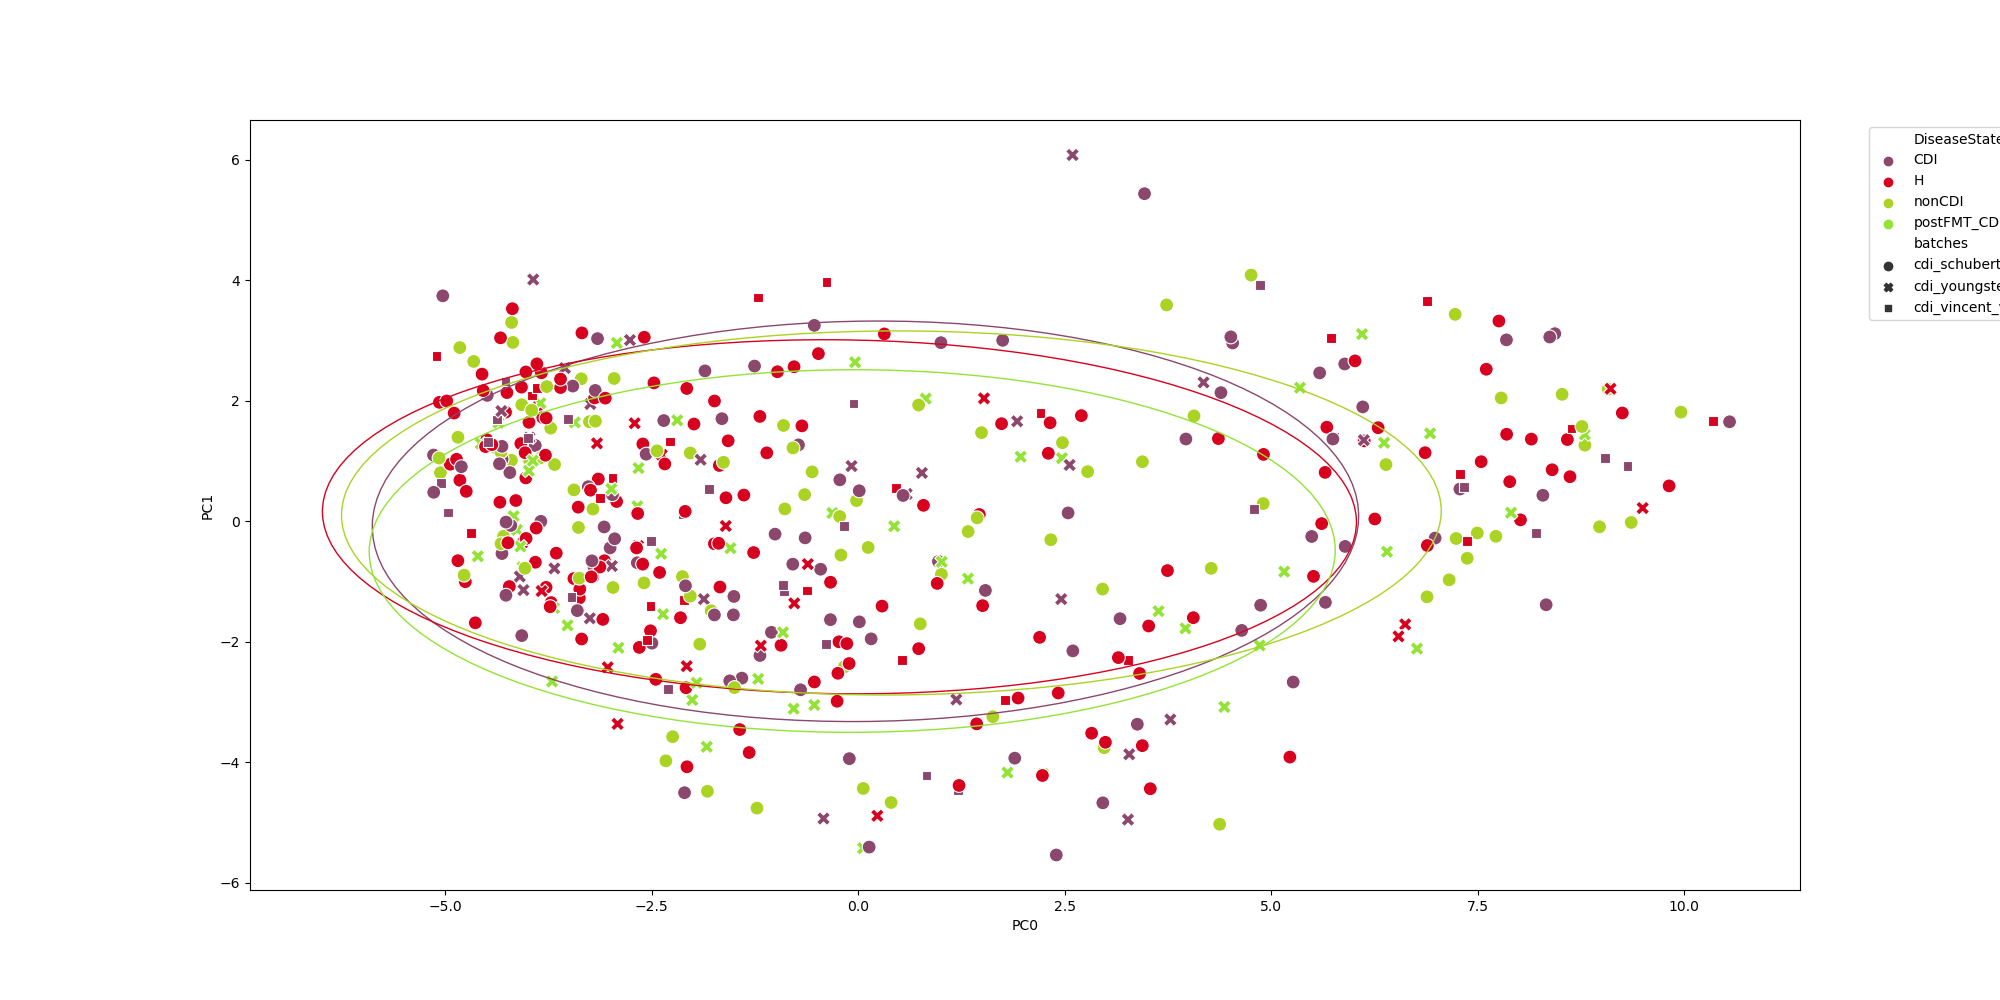 DiseaseState
CDI
H
nonCDI
postFMT_CD
batches
cdi_schubert
cdi_youngste
cdi_vincent_
6
4
2
0
−2
−4
−6
PC1
−5.0 −2.5 0.0 2.5 5.0 7.5 10.0
PC0